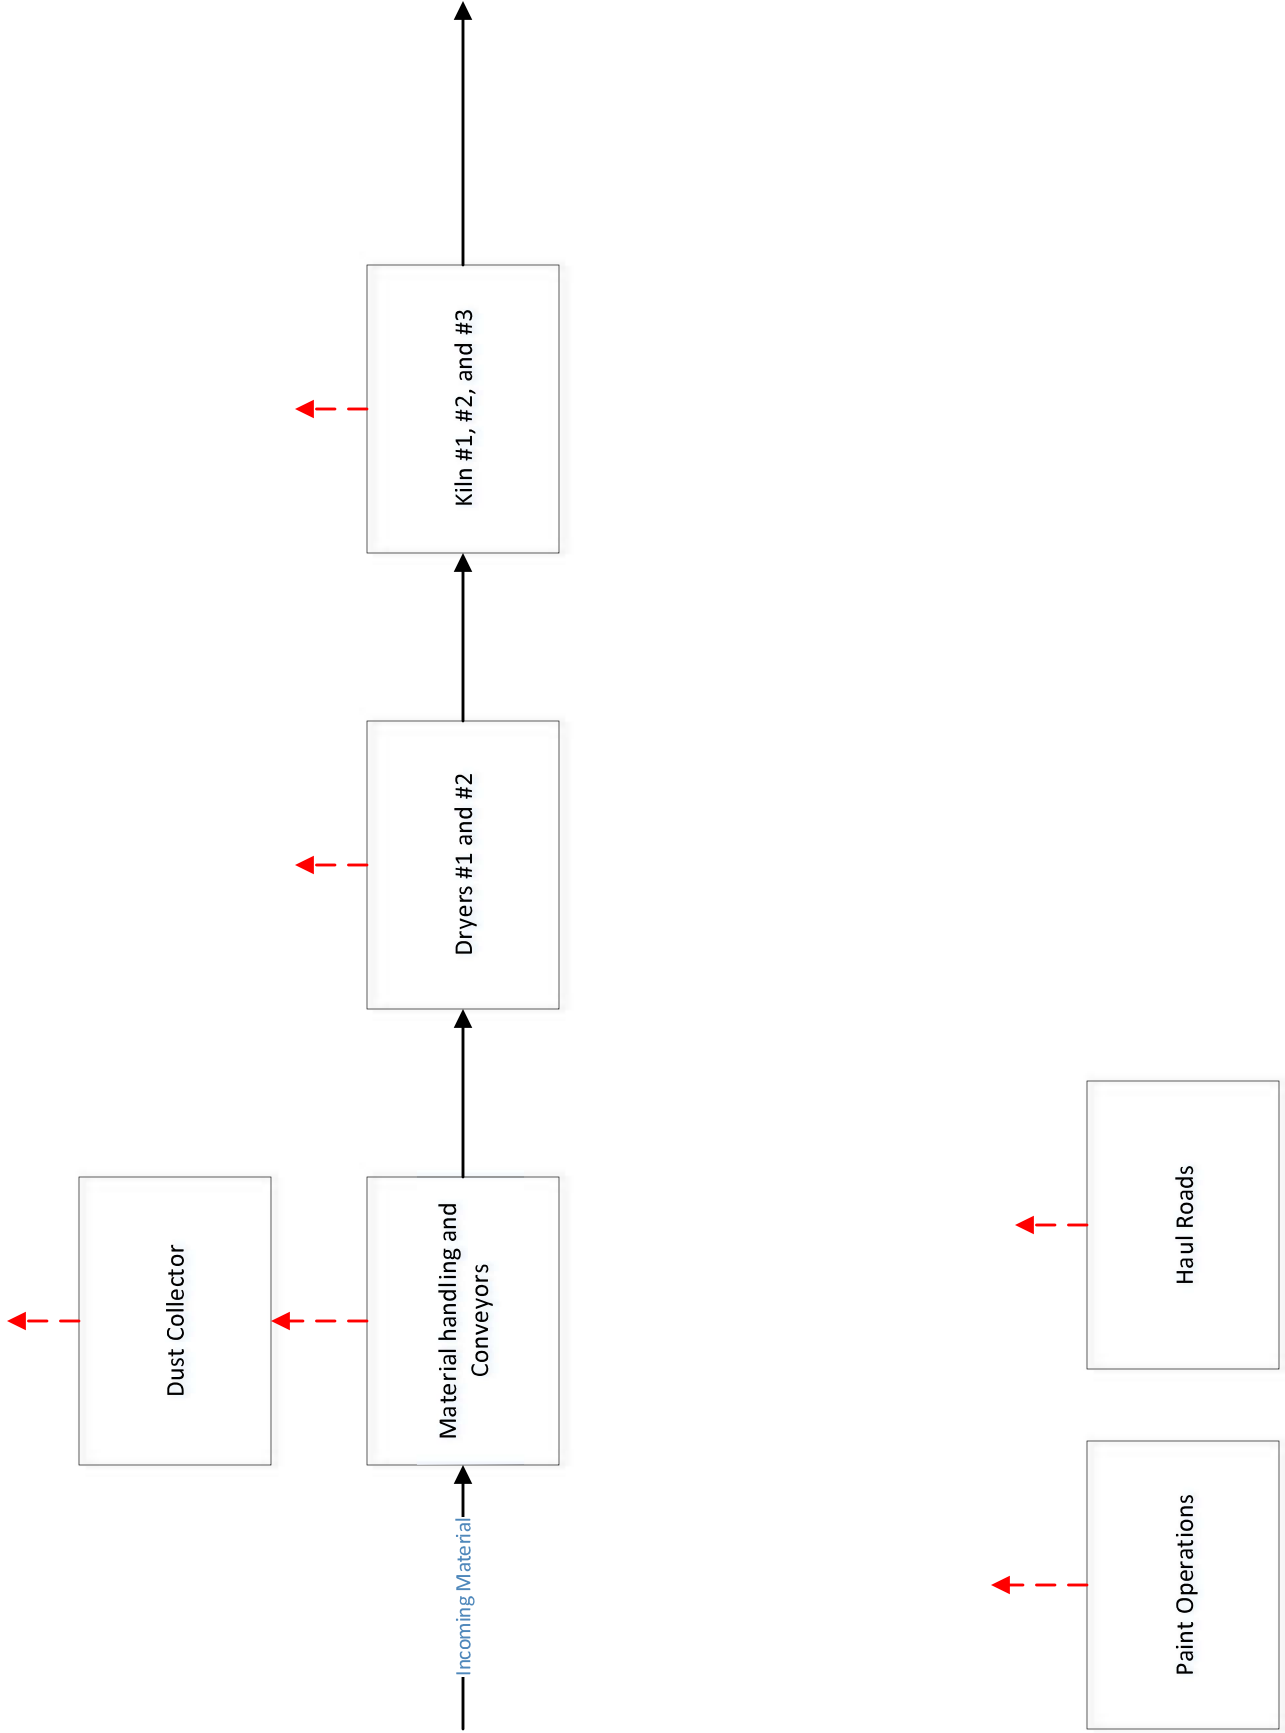 Dust Collector
Incoming Material
Material handling and
Conveyors
Dryers #1 and #2
Kiln #1, #2, and #3
Paint Operations
Haul Roads